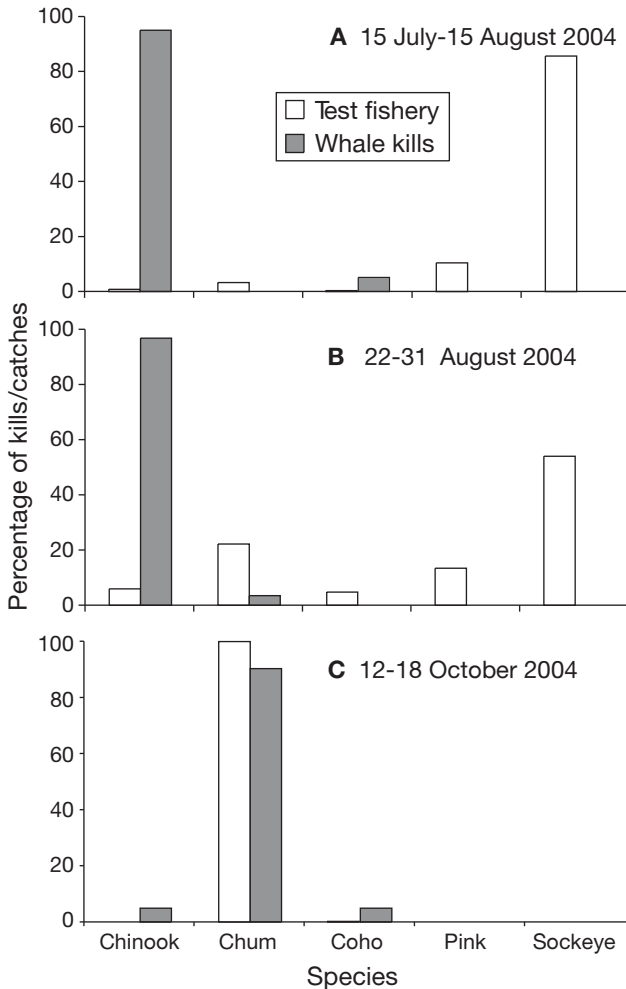 100
A 15 July-15 August 2004
80
Test fishery
Whale kills
60
40
20
0
100
B 22-31 August 2004
80
60
40
20
0
100
C 12-18 October 2004
80
60
40
20
0
Percentage of kills/catches
Chinook Chum Coho Pink Sockeye
Species